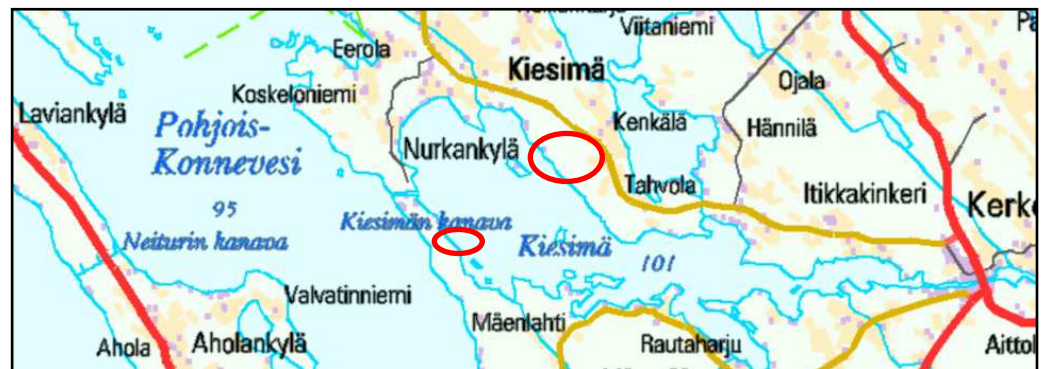 Viitaniemi
Eerola
Kiesimä
Ojala
Koskeloniemi
Laviankylä
Pohjois-
Konnevesi
Kenkälä
Hännilä
Nurkankylä
Tahvola
Itikkakinkeri
95
Kiesimän kanava
Neiturin kanava
Kiesimä
101
Valvatinniemi
Mäenlahti
Ahola
Aholankylä
Rautaharju